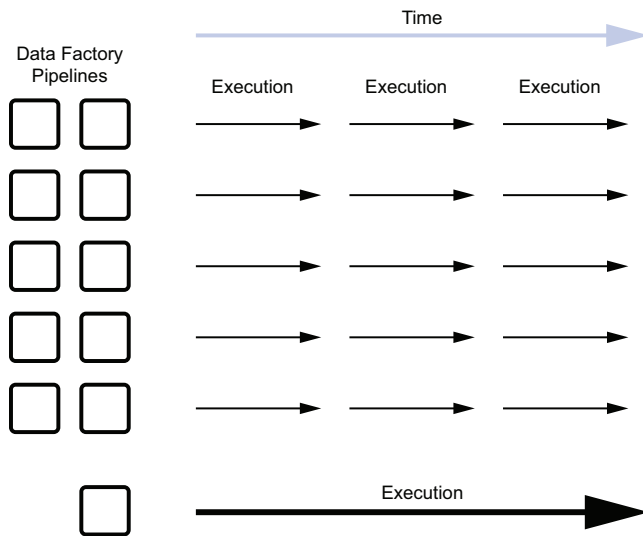 Time
Data Factory
Pipelines
Execution Execution Execution
Execution